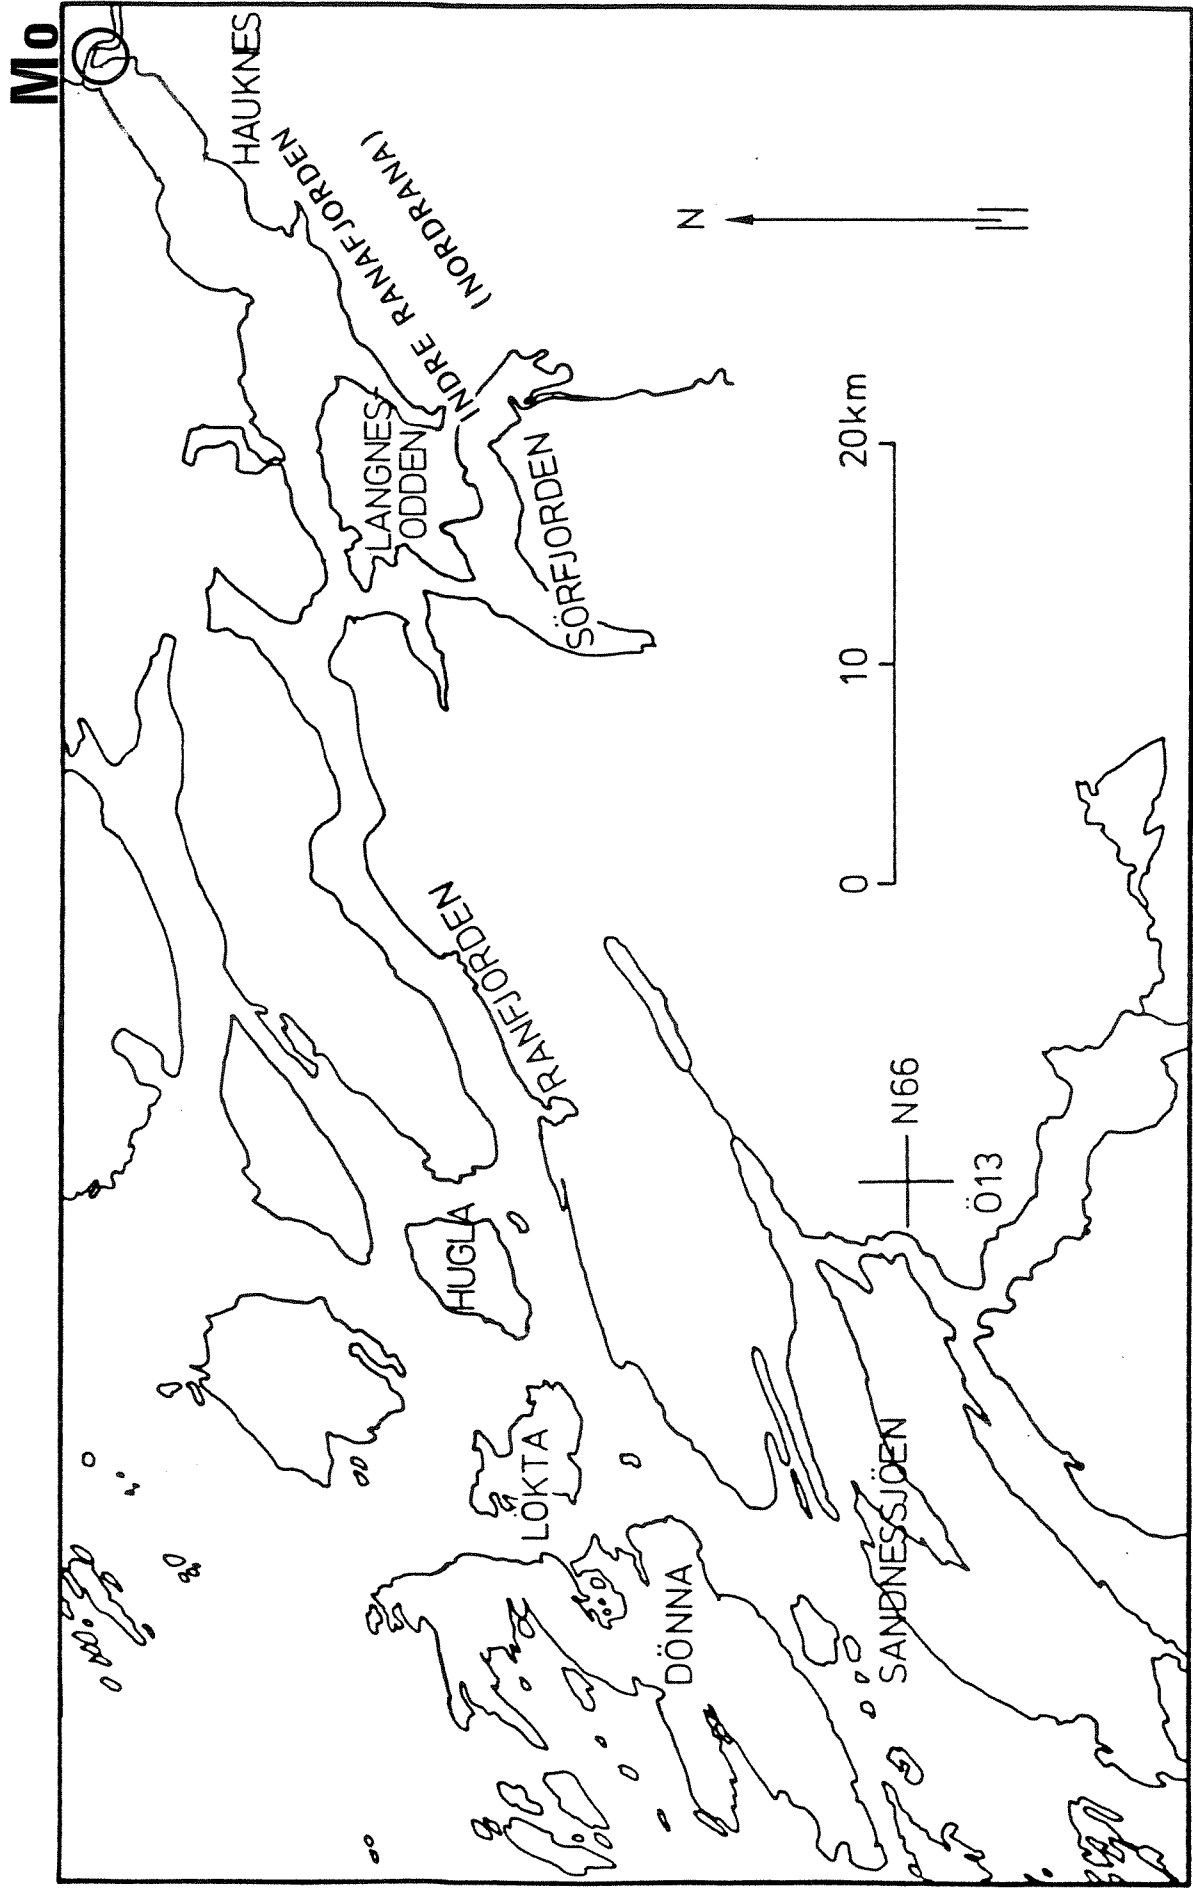 Mo
HAUKNES
INDRE RANAFJORDEN
(NORDRANA)
LANGNES-
ODDEN
SÖRFJORDEN
RANFJORDEN
HUGLA
LÖKTA
DÖNNA
SANDNESSJÖEN
N
0 10 20km
N66
Ö13